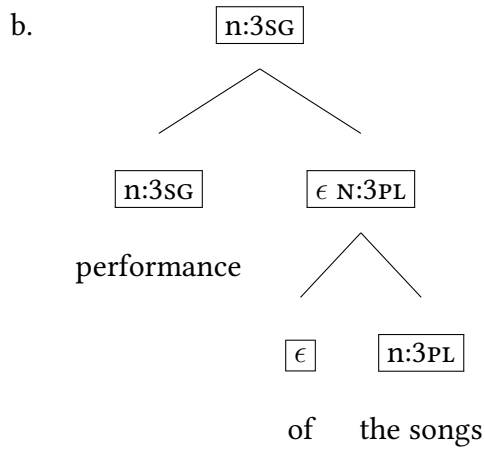 b.
n:3SG
n:3SG ϵ N:3PL
performance
ϵ n:3PL
of the songs